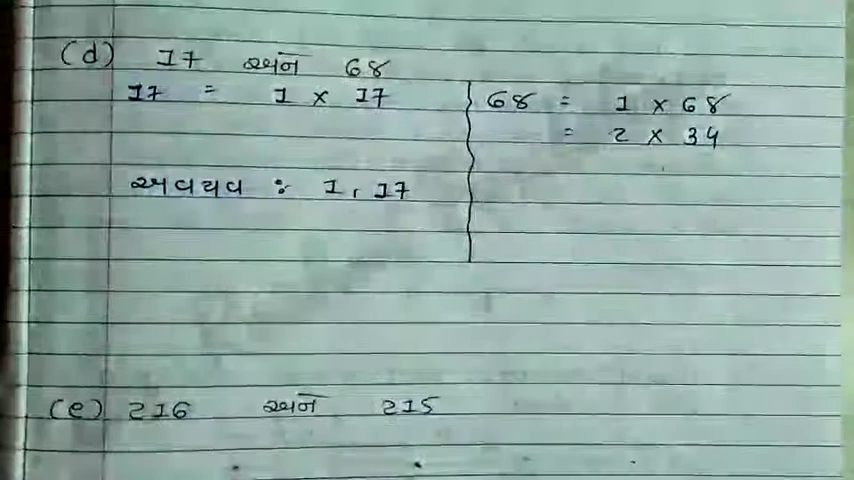 (d) 17 અને 68
17 = 1 × 17
68 = 1 × 68
= 2 × 34
અવયવ : 1, 17
(e) 216 અને 215